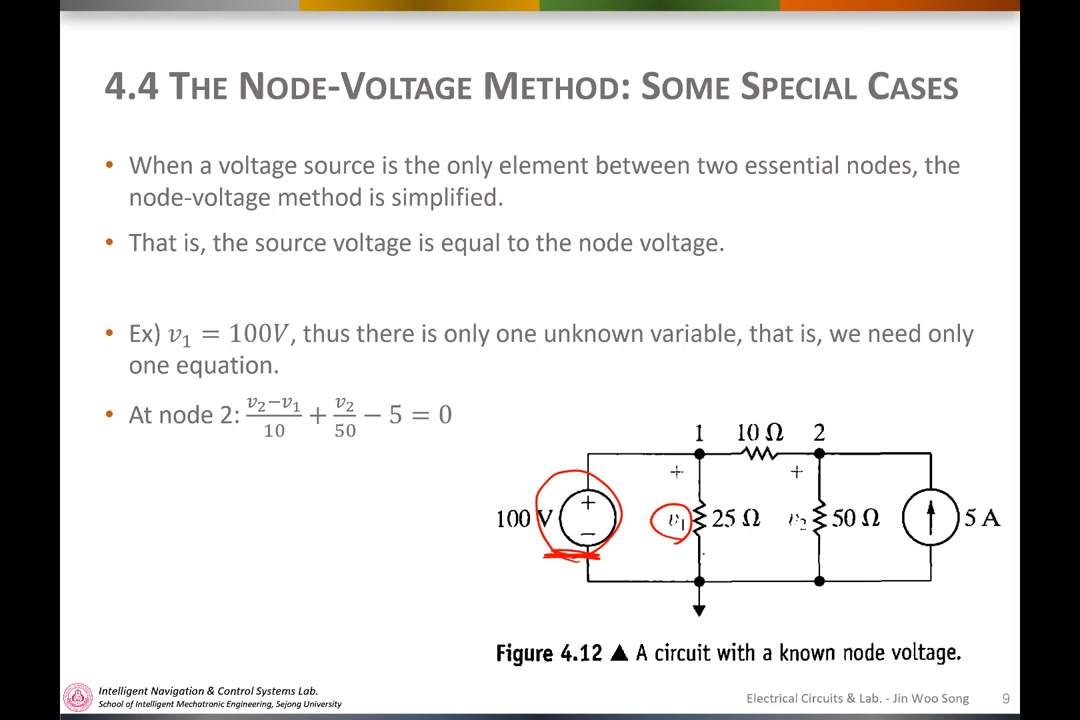 4.4 THE NODE-VOLTAGE METHOD: SOME SPECIAL CASES
• When a voltage source is the only element between two essential nodes, the
node-voltage method is simplified.
• That is, the source voltage is equal to the node voltage.
• Ex) v₁ = 100V, thus there is only one unknown variable, that is, we need only
one equation.
• At node 2: (v₂−v₁)/10 + v₂/50 − 5 = 0
1 10 Ω 2
+ +
+
100 V v₁ 25 Ω v₂ 50 Ω 5 A
−
Figure 4.12 ▲ A circuit with a known node voltage.
Intelligent Navigation & Control Systems Lab.
School of Intelligent Mechatronic Engineering, Sejong University
Electrical Circuits & Lab. - Jin Woo Song 9